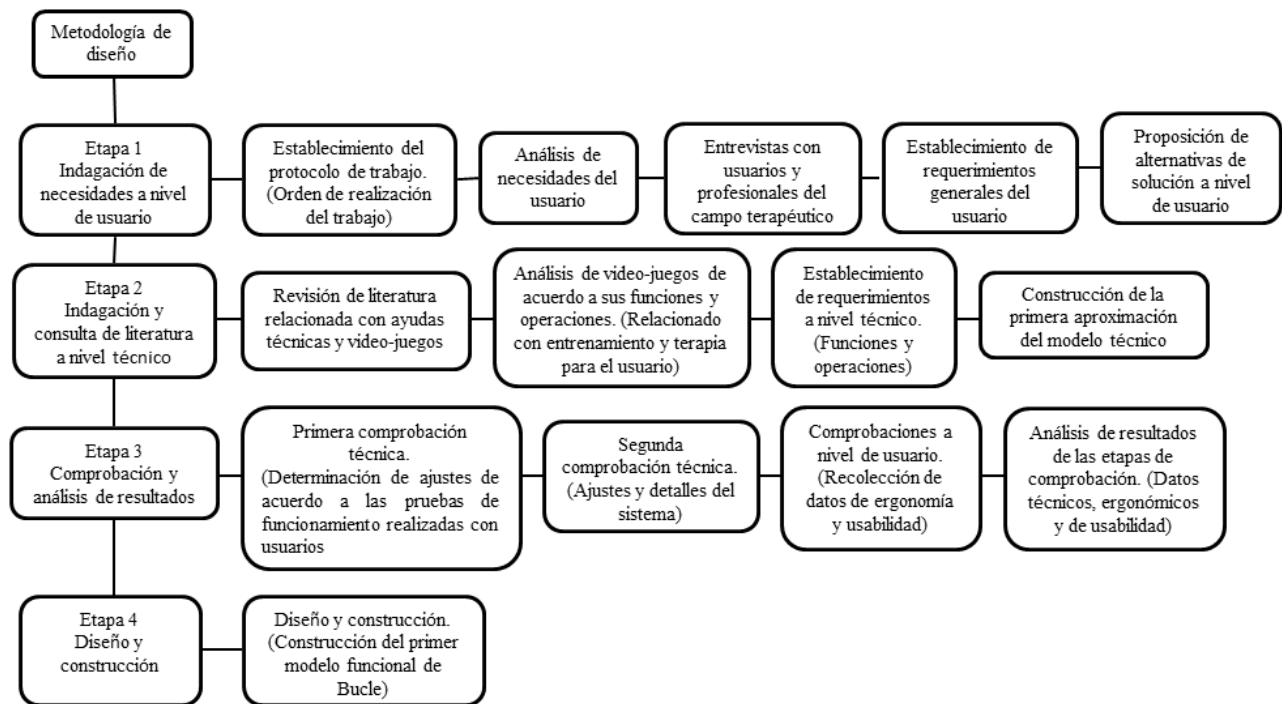 Metodología de
diseño
Etapa 1
Indagación de
necesidades a nivel
de usuario
Establecimiento del
protocolo de trabajo.
(Orden de realización
del trabajo)
Análisis de
necesidades del
usuario
Entrevistas con
usuarios y
profesionales del
campo terapéutico
Establecimiento de
requerimientos
generales del
usuario
Proposición de
alternativas de
solución a nivel
de usuario
Etapa 2
Indagación y
consulta de literatura
a nivel técnico
Revisión de literatura
relacionada con ayudas
técnicas y video-juegos
Análisis de video-juegos de
acuerdo a sus funciones y
operaciones. (Relacionado
con entrenamiento y terapia
para el usuario)
Establecimiento
de requerimientos
a nivel técnico.
(Funciones y
operaciones)
Construcción de la
primera aproximación
del modelo técnico
Etapa 3
Comprobación y
análisis de resultados
Primera comprobación
técnica.
(Determinación de ajustes de
acuerdo a las pruebas de
funcionamiento realizadas con
usuarios
Segunda
comprobación técnica.
(Ajustes y detalles del
sistema)
Comprobaciones a
nivel de usuario.
(Recolección de
datos de ergonomía
y usabilidad)
Análisis de resultados
de las etapas de
comprobación. (Datos
técnicos, ergonómicos
y de usabilidad)
Etapa 4
Diseño y
construcción
Diseño y construcción.
(Construcción del primer
modelo funcional de
Bucle)